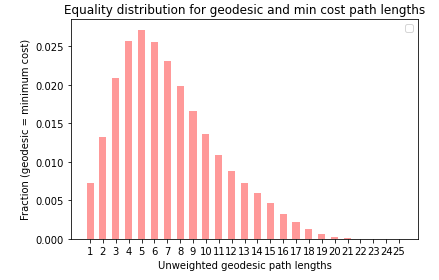 Equality distribution for geodesic and min cost path lengths
Fraction (geodesic = minimum cost)
0.025
0.020
0.015
0.010
0.005
0.000
1 2 3 4 5 6 7 8 9 10 11 12 13 14 15 16 17 18 19 20 21 22 23 24 25
Unweighted geodesic path lengths